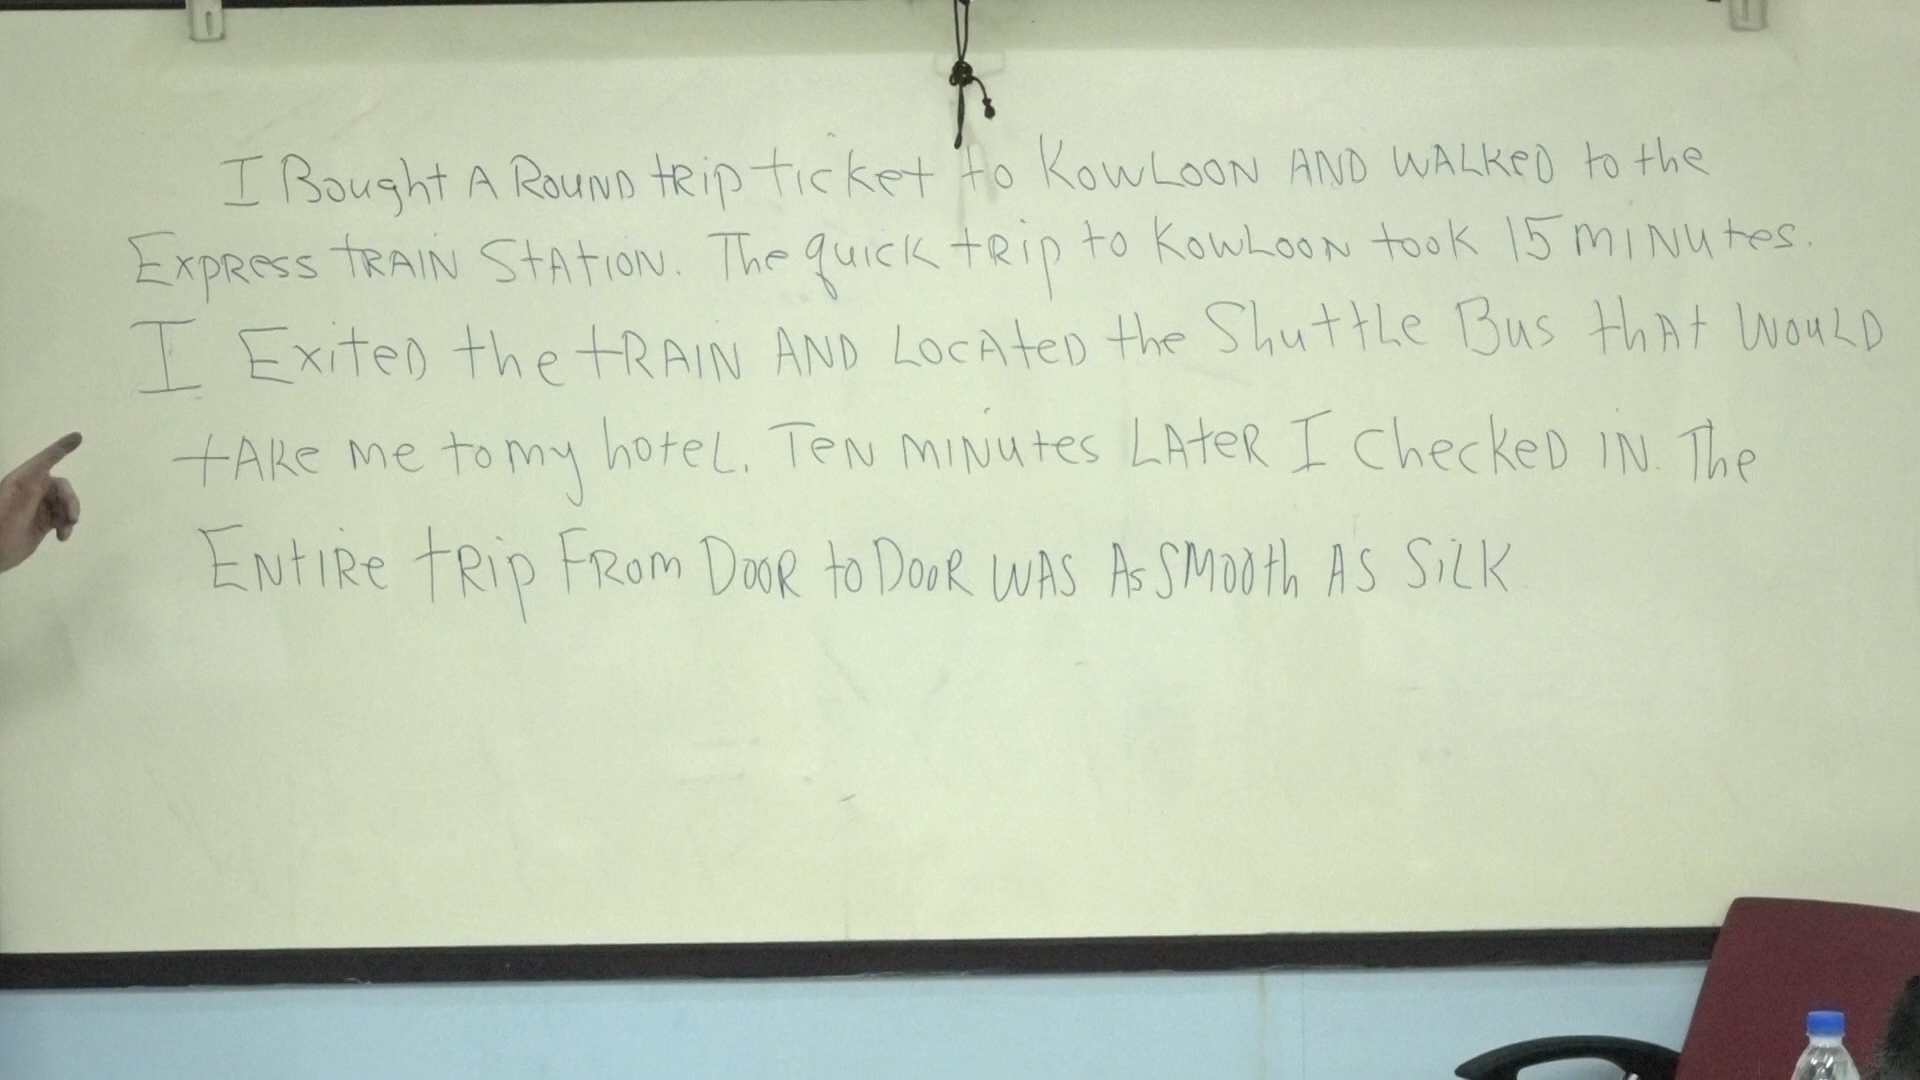 I Bought A ROUND tRip ticket to KOWLOON AND WALKED to the
EXPRESS TRAIN StAtION. The quick tRip to KOWLOON took 15 MINUtes.
I Exited the tRAIN AND LOCAteD the ShuttLe Bus thAt WOULD
tAKe me to my hoteL. TeN MINUtes LAteR I CheckeD IN. The
ENtIRe tRip FRom DooR to DooR WAS As SMOOth AS SiLK